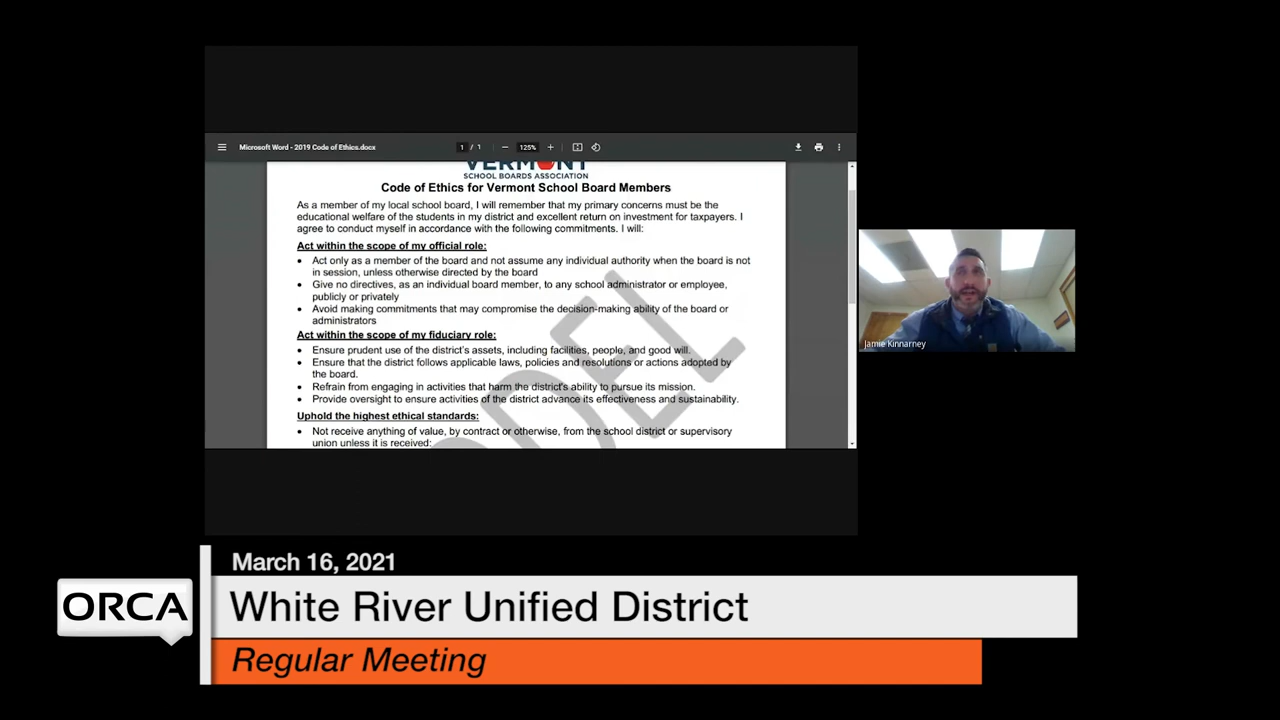 Microsoft Word - 2019 Code of Ethics.docx
1 / 1
125%
VERMONT
SCHOOL BOARDS ASSOCIATION
Code of Ethics for Vermont School Board Members
As a member of my local school board, I will remember that my primary concerns must be the
educational welfare of the students in my district and excellent return on investment for taxpayers. I
agree to conduct myself in accordance with the following commitments. I will:
Act within the scope of my official role:
• Act only as a member of the board and not assume any individual authority when the board is not
in session, unless otherwise directed by the board
• Give no directives, as an individual board member, to any school administrator or employee,
publicly or privately
• Avoid making commitments that may compromise the decision-making ability of the board or
administrators
Act within the scope of my fiduciary role:
• Ensure prudent use of the district's assets, including facilities, people, and good will.
• Ensure that the district follows applicable laws, policies and resolutions or actions adopted by
the board.
• Refrain from engaging in activities that harm the district's ability to pursue its mission.
• Provide oversight to ensure activities of the district advance its effectiveness and sustainability.
Uphold the highest ethical standards:
• Not receive anything of value, by contract or otherwise, from the school district or supervisory
union unless it is received:
Jamie Kinnarney
March 16, 2021
ORCA
White River Unified District
Regular Meeting